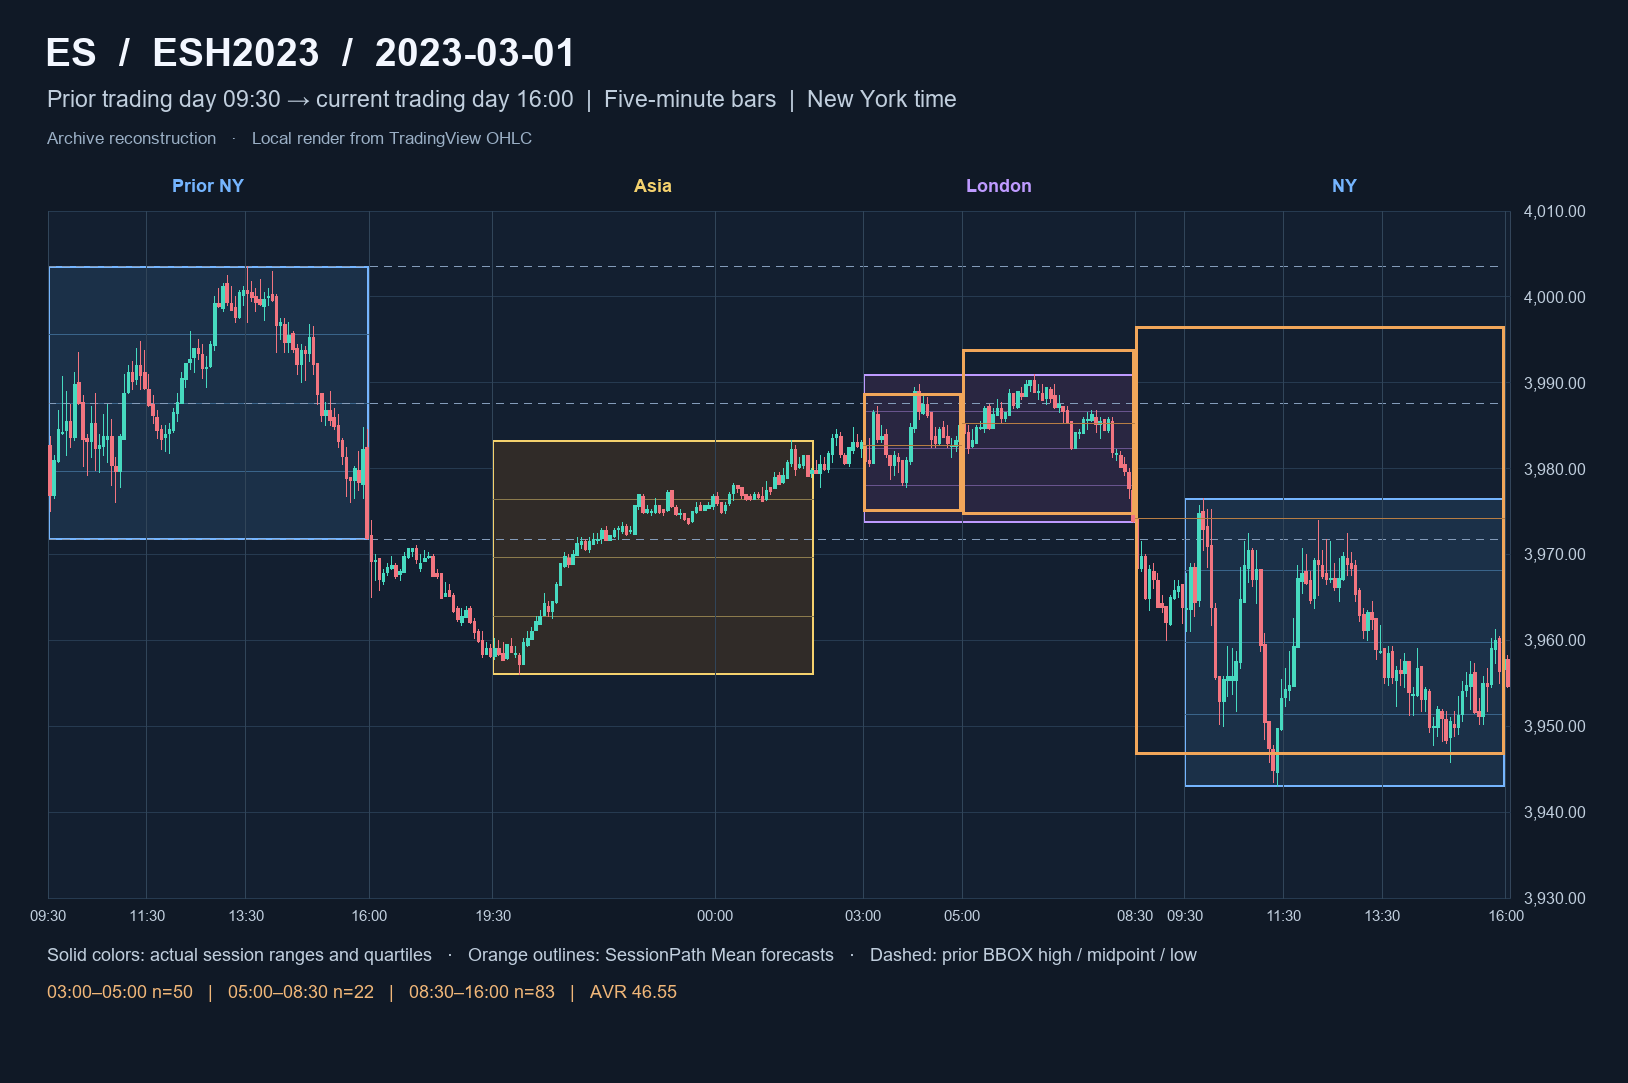 ES / ESH2023 / 2023-03-01
Prior trading day 09:30 → current trading day 16:00 | Five-minute bars | New York time
Archive reconstruction · Local render from TradingView OHLC
Prior NY Asia London NY
4,010.00
4,000.00
3,990.00
3,980.00
3,970.00
3,960.00
3,950.00
3,940.00
3,930.00
09:30 11:30 13:30 16:00 19:30 00:00 03:00 05:00 08:30 09:30 11:30 13:30 16:00
Solid colors: actual session ranges and quartiles · Orange outlines: SessionPath Mean forecasts · Dashed: prior BBOX high / midpoint / low
03:00–05:00 n=50 | 05:00–08:30 n=22 | 08:30–16:00 n=83 | AVR 46.55